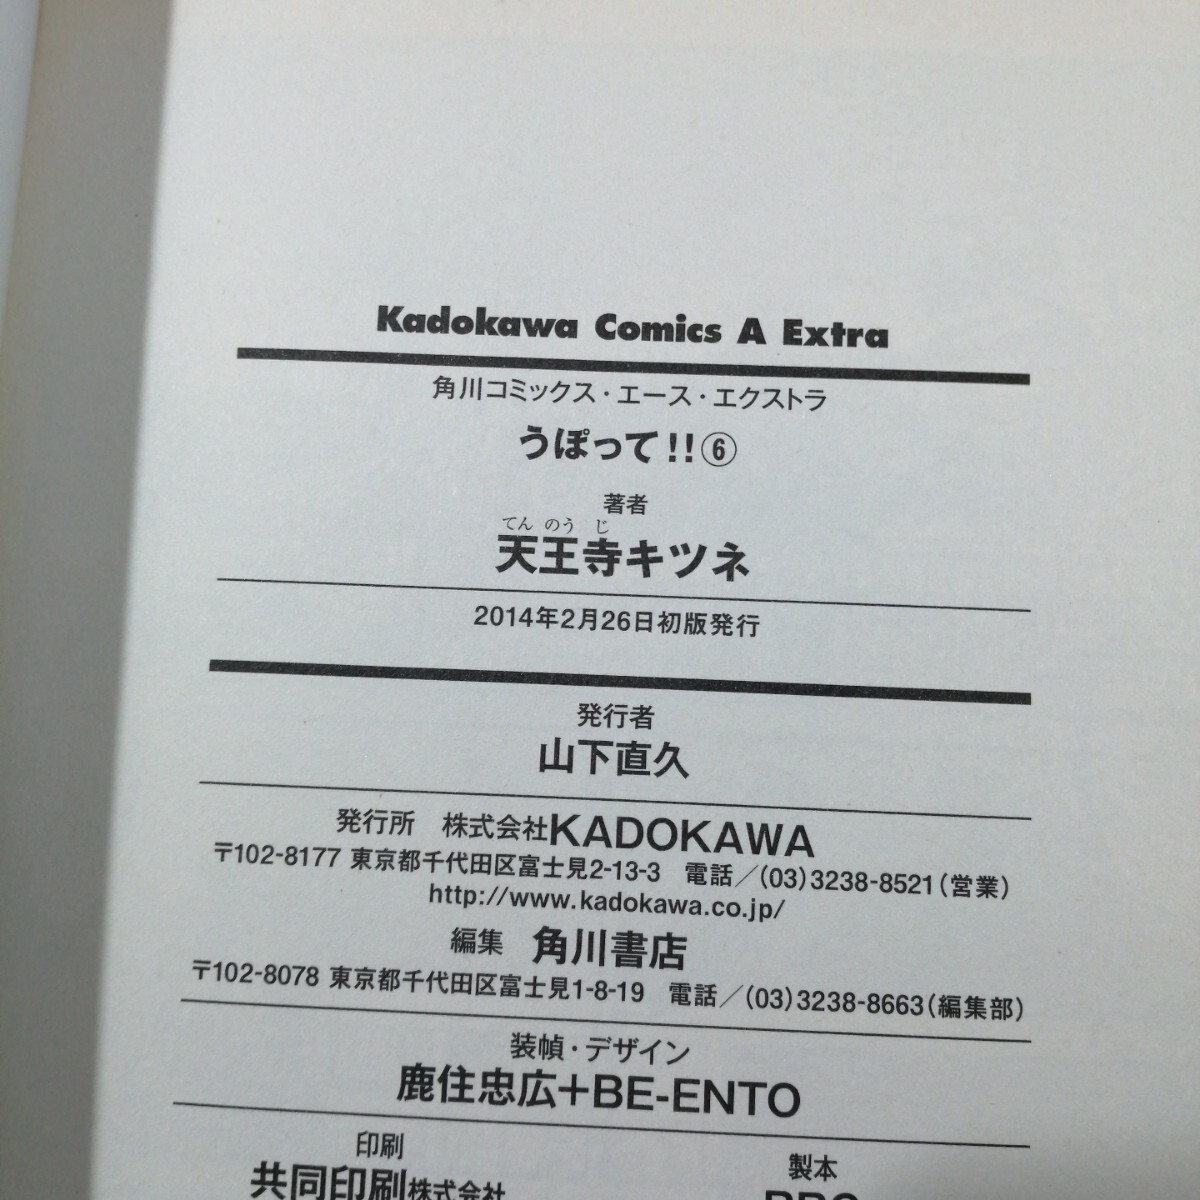 Kadokawa Comics A Extra
角川コミックス・エース・エクストラ
うぽって!!⑥
著者
てんのうじ
天王寺キツネ
2014年2月26日初版発行
発行者
山下直久
発行所 株式会社KADOKAWA
〒102-8177 東京都千代田区富士見2-13-3 電話／(03)3238-8521(営業)
http://www.kadokawa.co.jp/
編集 角川書店
〒102-8078 東京都千代田区富士見1-8-19 電話／(03)3238-8663(編集部)
装幀・デザイン
鹿住忠広+BE-ENTO
印刷 製本
共同印刷株式会社